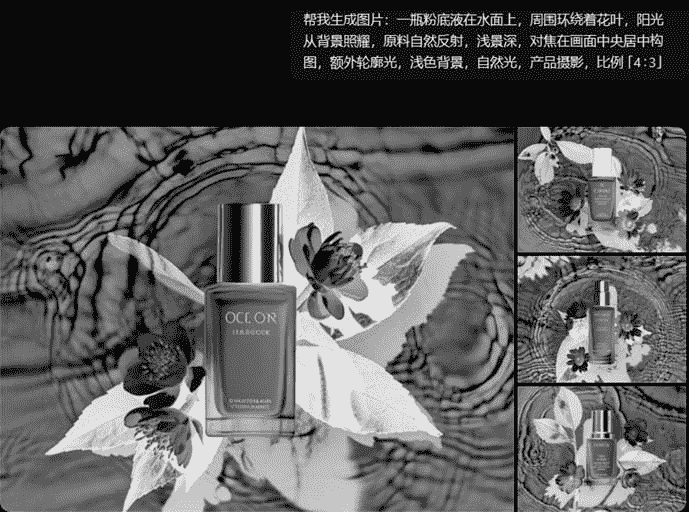 帮我生成图片：一瓶粉底液在水面上，周围环绕着花叶，阳光
从背景照耀，原料自然反射，浅景深，对焦在画面中央居中构
图，额外轮廓光，浅色背景，自然光，产品摄影，比例「4:3」
OCLON